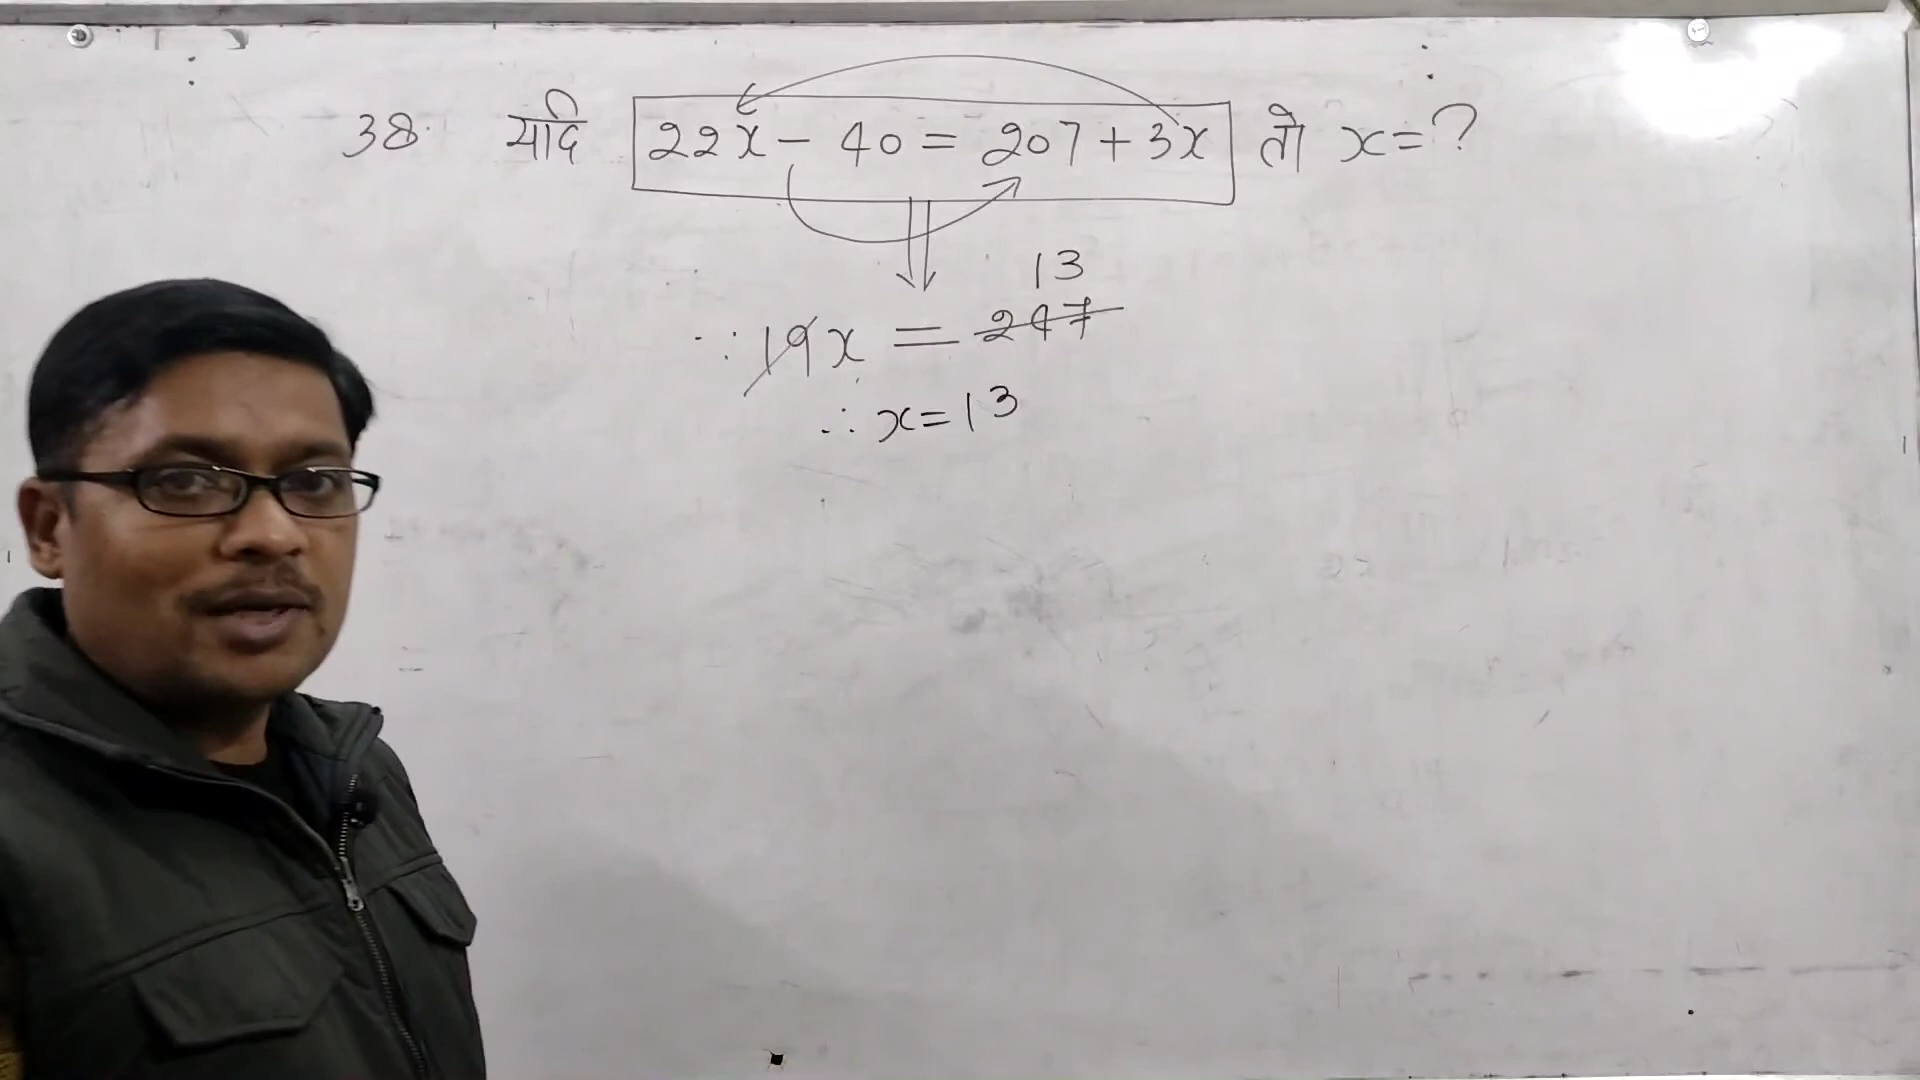 38. यदि 22x - 40 = 207 + 3x तो x = ?
13
∵ 19x = 247
∴ x = 13